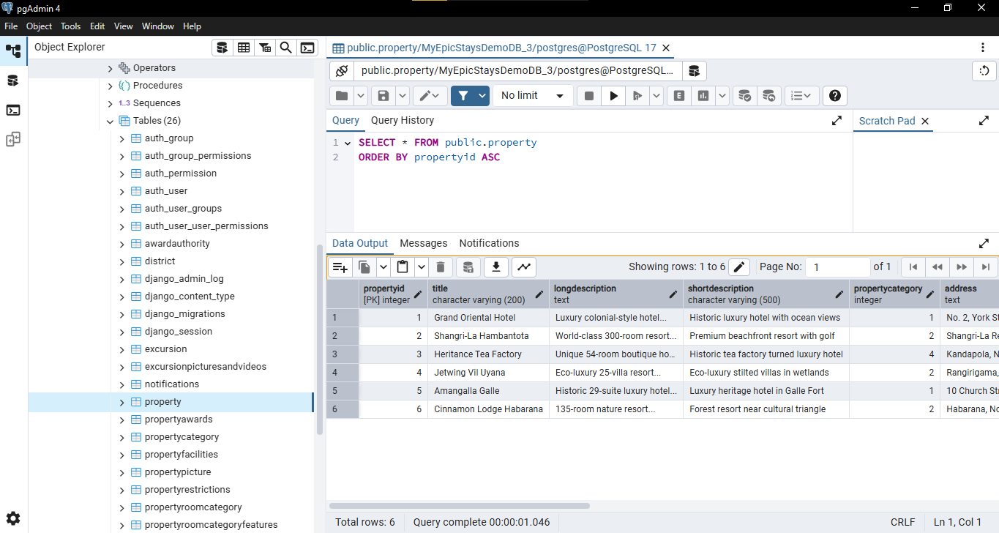 pgAdmin 4
File Object Tools Edit View Window Help
Object Explorer
Operators
Procedures
1..3 Sequences
Tables (26)
auth_group
auth_group_permissions
auth_permission
auth_user
auth_user_groups
auth_user_user_permissions
awardauthority
district
django_admin_log
django_content_type
django_migrations
django_session
excursion
excursionpicturesandvideos
notifications
property
propertyawards
propertycategory
propertyfacilities
propertypicture
propertyrestrictions
propertyroomcategory
propertyroomcategoryfeatures
public.property/MyEpicStaysDemoDB_3/postgres@PostgreSQL 17
public.property/MyEpicStaysDemoDB_3/postgres@PostgreSQL...
No limit
E
Query Query History
Scratch Pad
1 SELECT * FROM public.property
2 ORDER BY propertyid ASC
Data Output Messages Notifications
Showing rows: 1 to 6 Page No: 1 of 1
propertyid title longdescription shortdescription propertycategory address
[PK] integer character varying (200) text character varying (500) integer text
1 1 Grand Oriental Hotel Luxury colonial-style hotel... Historic luxury hotel with ocean views 1 No. 2, York St
2 2 Shangri-La Hambantota World-class 300-room resort... Premium beachfront resort with golf 2 Shangri-La Re
3 3 Heritance Tea Factory Unique 54-room boutique ho... Historic tea factory turned luxury hotel 4 Kandapola, N
4 4 Jetwing Vil Uyana Eco-luxury 25-villa resort... Eco-luxury stilted villas in wetlands 2 Rangirigama,
5 5 Amangalla Galle Historic 29-suite luxury hotel... Luxury heritage hotel in Galle Fort 1 10 Church Str
6 6 Cinnamon Lodge Habarana 135-room nature resort... Forest resort near cultural triangle 2 Habarana, No
Total rows: 6 Query complete 00:00:01.046 CRLF Ln 1, Col 1